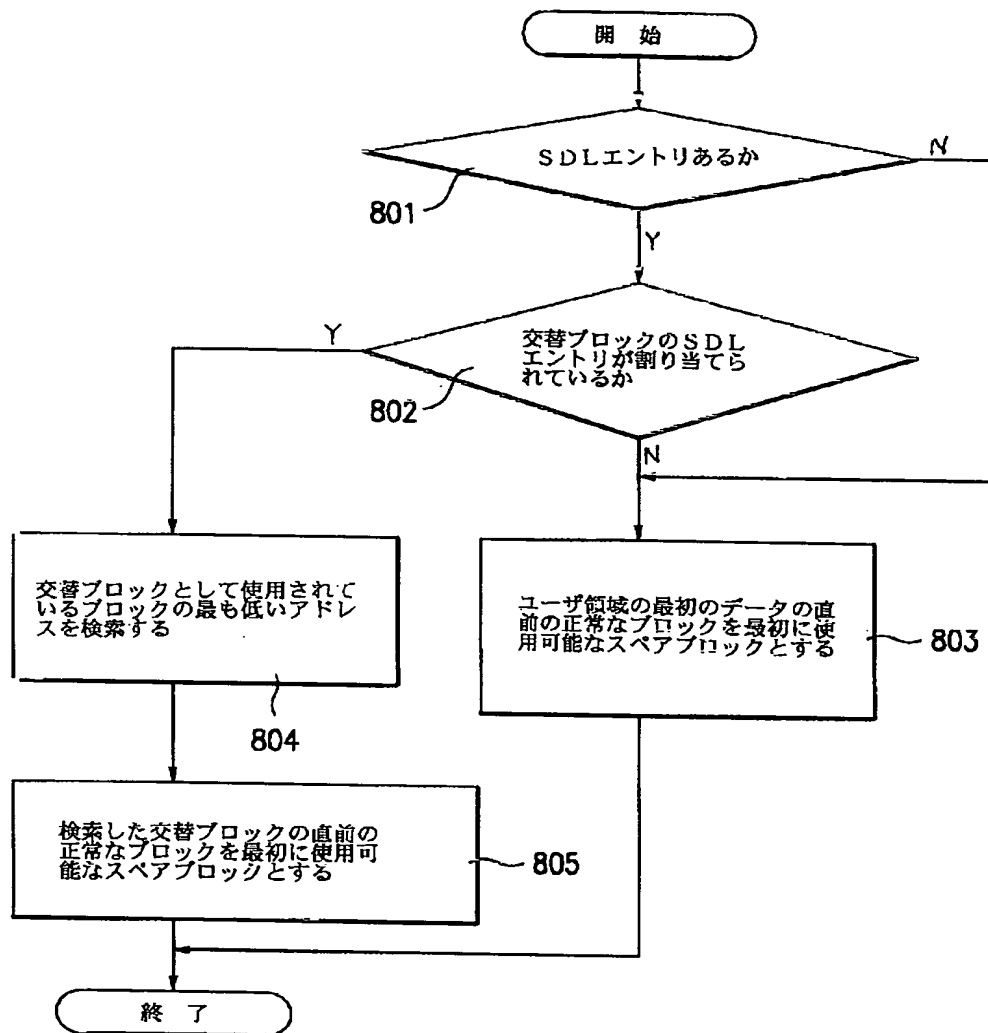 開 始
SDLエントリあるか
N
801
Y
交替ブロックのSDL
エントリが割り当てら
れているか
Y
802
N
交替ブロックとして使用されて
いるブロックの最も低いアドレ
スを検索する
804
ユーザ領域の最初のデータの直
前の正常なブロックを最初に使
用可能なスペアブロックとする
803
検索した交替ブロックの直前の
正常なブロックを最初に使用可
能なスペアブロックとする
805
終 了